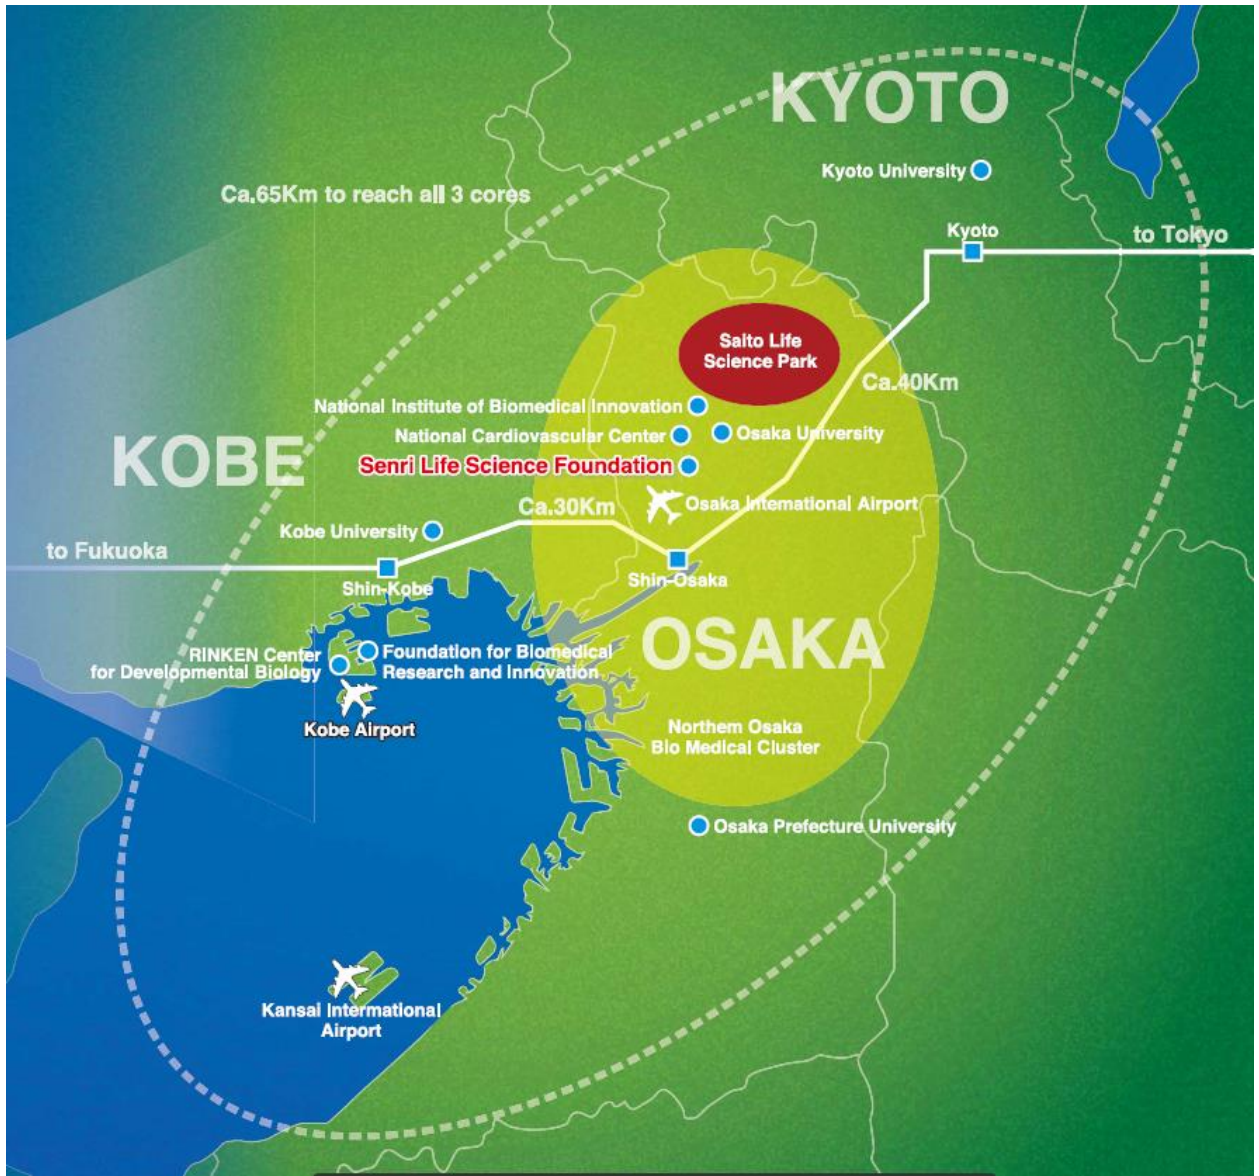 KYOTO
Kyoto University
Ca.65Km to reach all 3 cores
Kyoto
to Tokyo
Saito Life
Science Park
Ca.40Km
National Institute of Biomedical Innovation
KOBE
National Cardiovascular Center
Osaka University
Senri Life Science Foundation
Ca.30Km
Osaka International Airport
Kobe University
to Fukuoka
Shin-Kobe
Shin-Osaka
OSAKA
RINKEN Center
for Developmental Biology
Foundation for Biomedical
Research and Innovation
Kobe Airport
Northern Osaka
Bio Medical Cluster
Osaka Prefecture University
Kansai Intermational
Airport